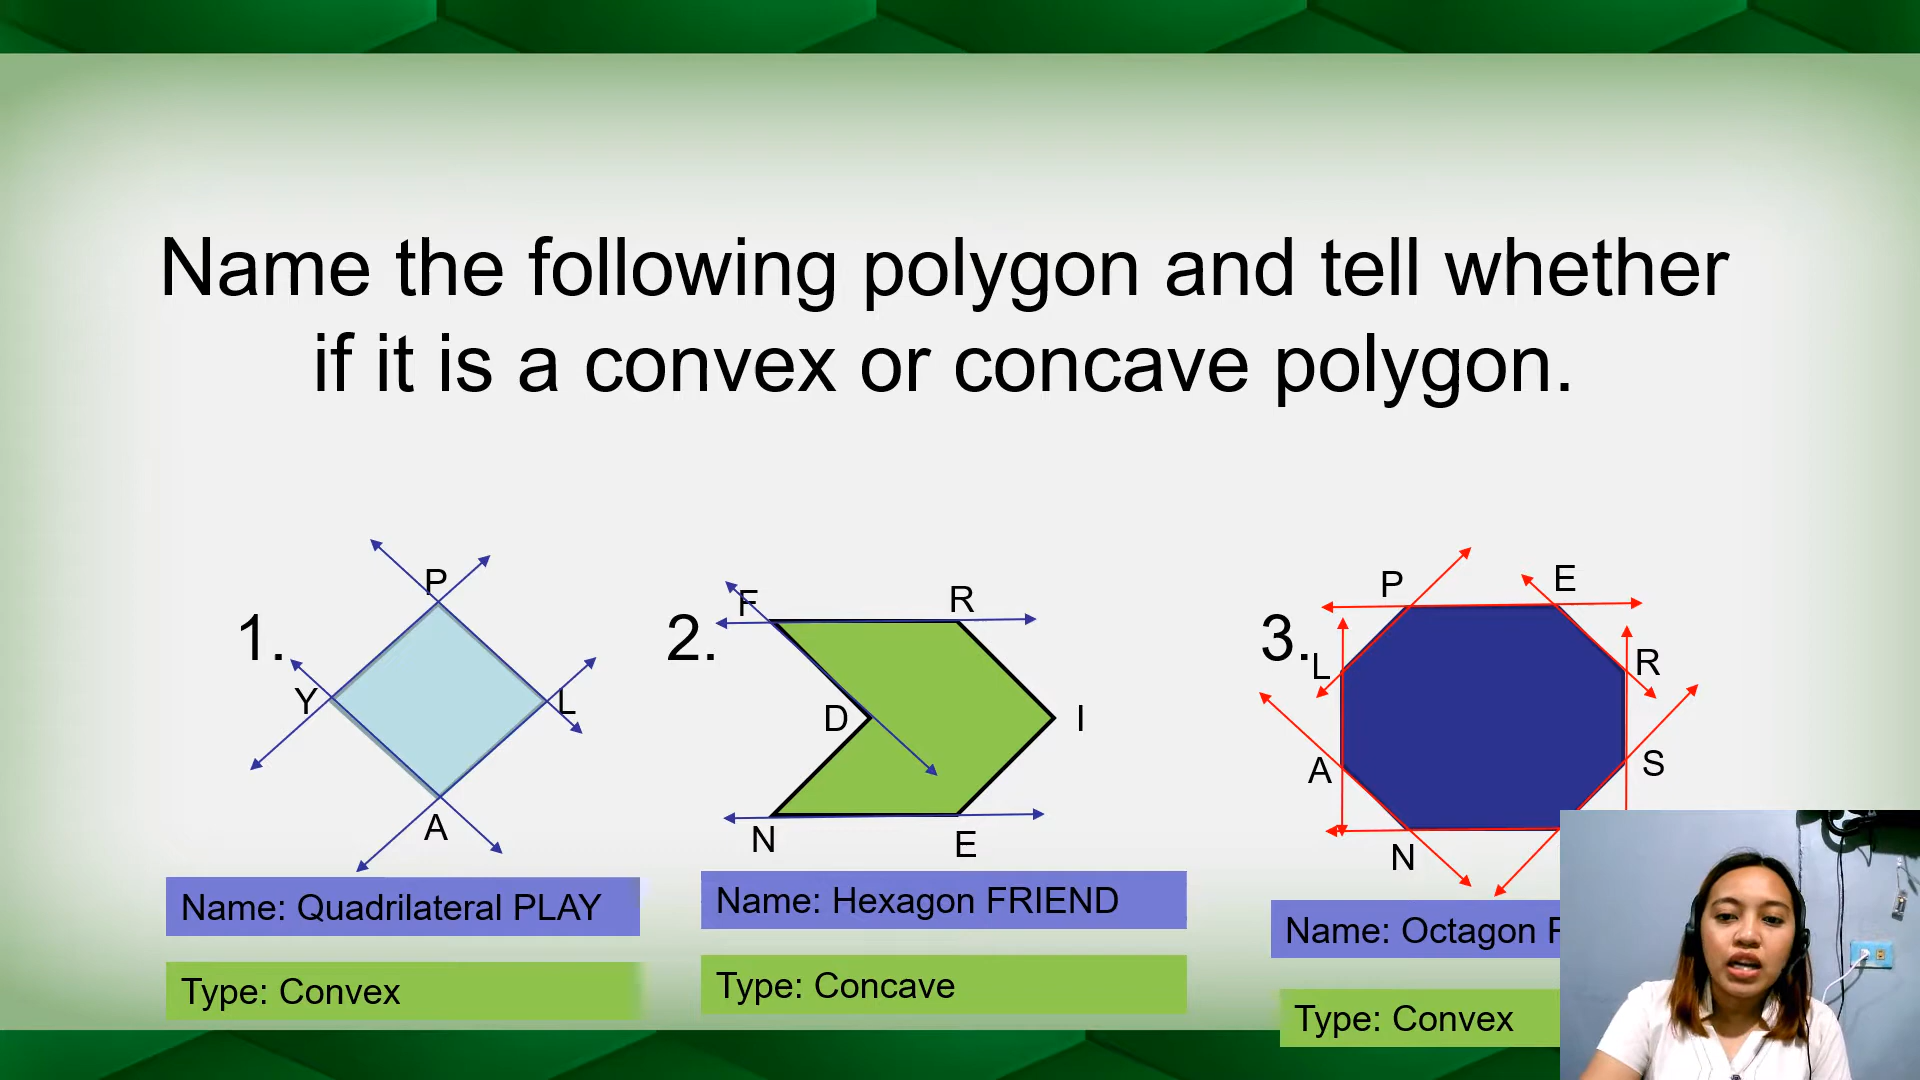 Name the following polygon and tell whether
if it is a convex or concave polygon.
1.
P
Y
L
A
Name: Quadrilateral PLAY
Type: Convex
2.
F
R
D
I
N
E
Name: Hexagon FRIEND
Type: Concave
3.
P
E
L
R
A
S
N
Name: Octagon
Type: Convex